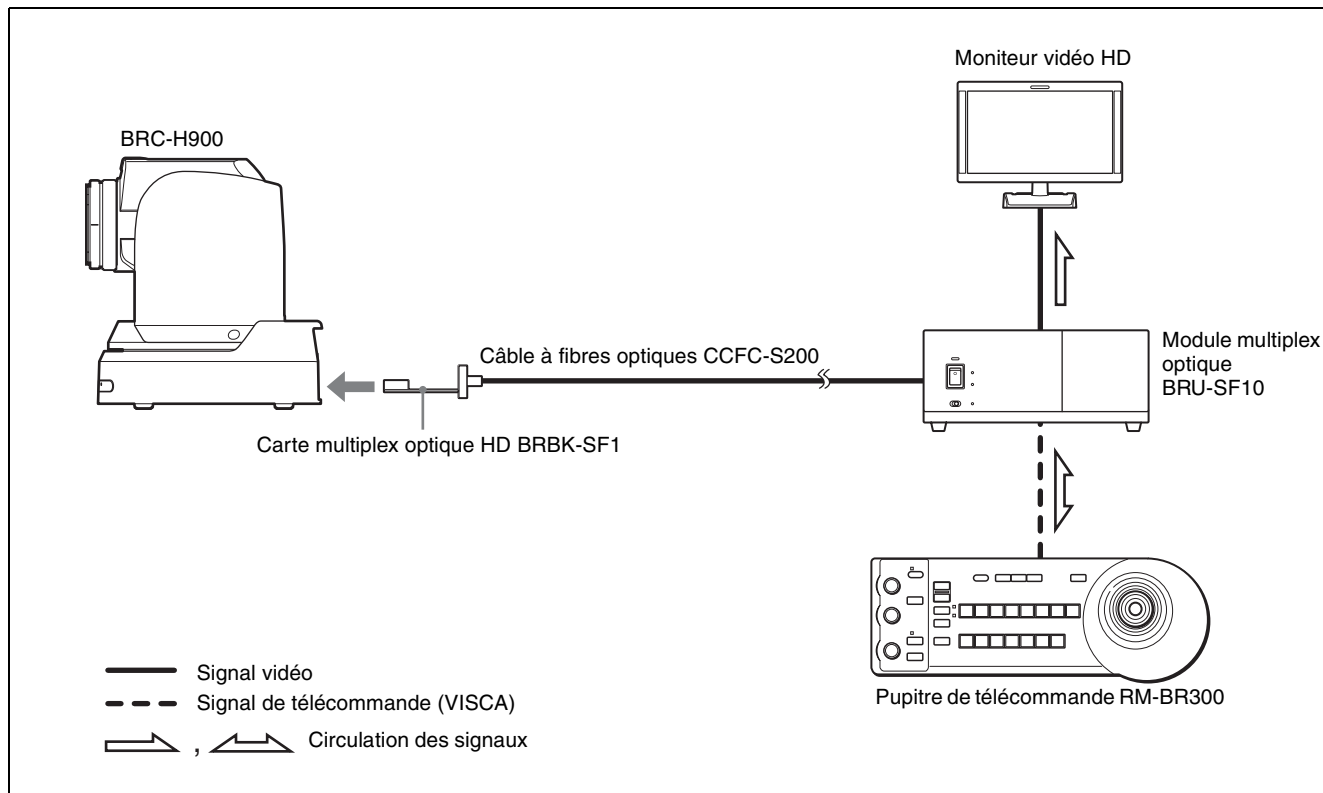 Moniteur vidéo HD
BRC-H900
Câble à fibres optiques CCFC-S200
Module multiplex
optique
BRU-SF10
Carte multiplex optique HD BRBK-SF1
Signal vidéo
Signal de télécommande (VISCA)
, Circulation des signaux
Pupitre de télécommande RM-BR300